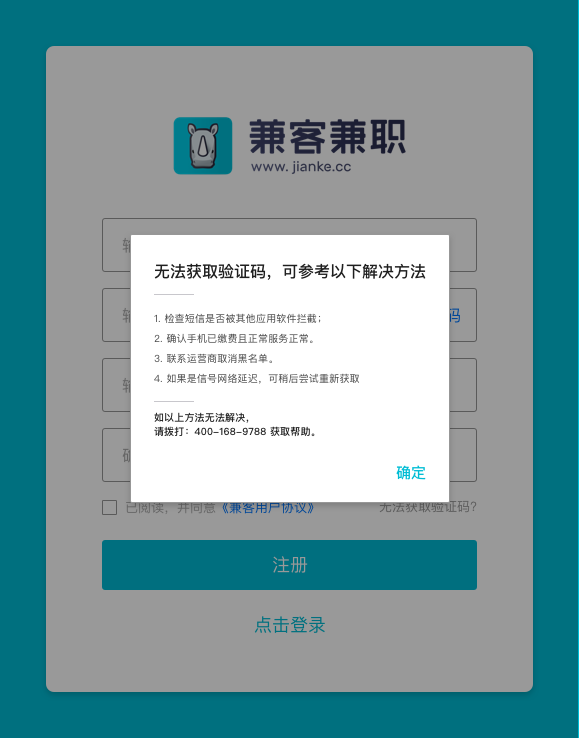 兼客兼职
www.jianke.cc
无法获取验证码，可参考以下解决方法
1. 检查短信是否被其他应用软件拦截；
码
2. 确认手机已缴费且正常服务正常。
3. 联系运营商取消黑名单。
4. 如果是信号网络延迟，可稍后尝试重新获取
如以上方法无法解决，
请拨打：400-168-9788 获取帮助。
确定
已阅读，并同意《兼客用户协议》 无法获取验证码？
注册
点击登录